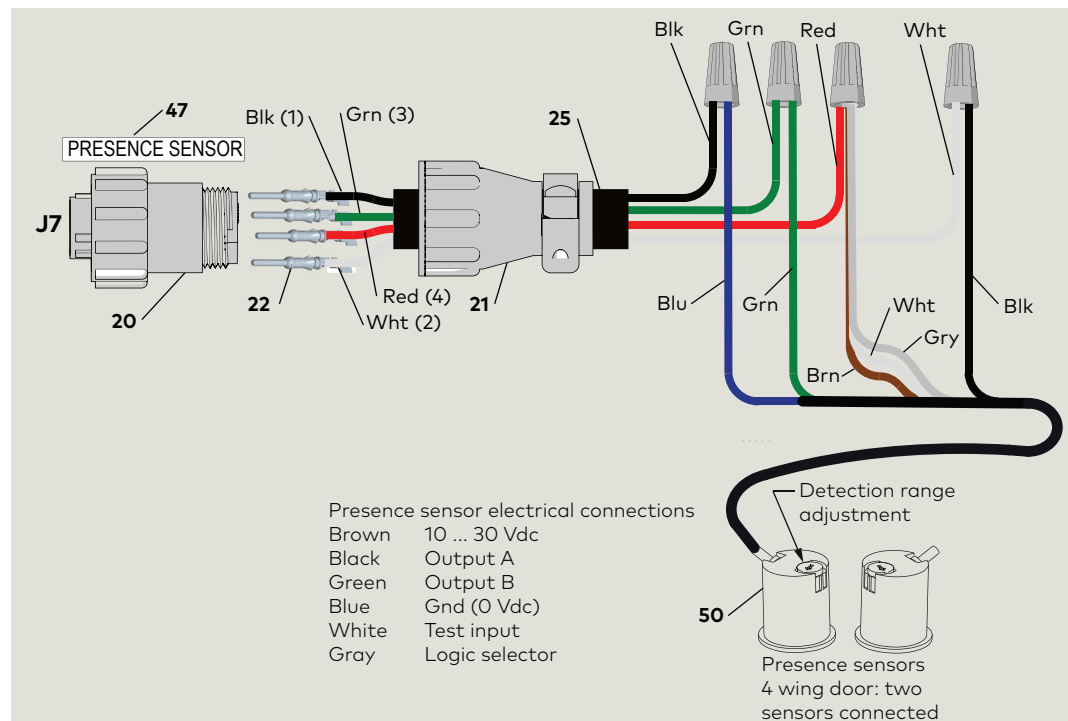 Blk
Grn
Red
Wht
47
PRESENCE SENSOR
Blk (1)
Grn (3)
25
J7
20
22
Red (4)
Wht (2)
21
Blu
Grn
Wht
Gry
Brn
Blk
Detection range
adjustment
Presence sensor electrical connections
Brown 10 ... 30 Vdc
Black Output A
Green Output B
Blue Gnd (0 Vdc)
White Test input
Gray Logic selector
50
Presence sensors
4 wing door: two
sensors connected